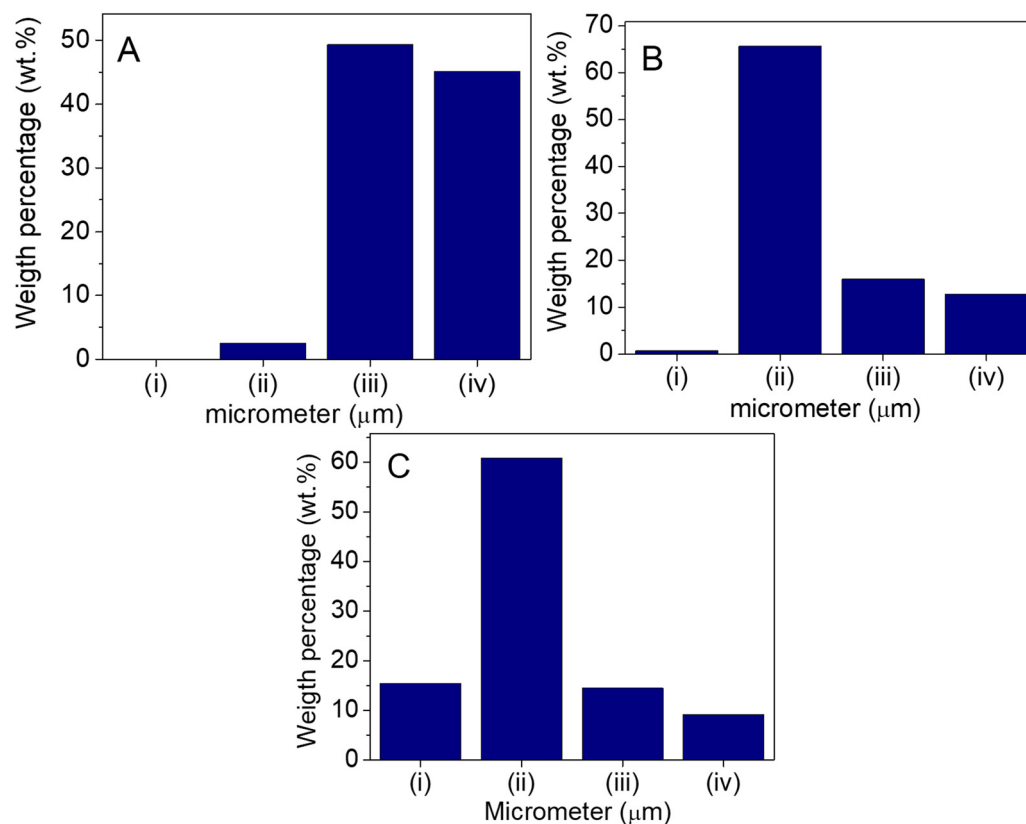 A
Weigth percentage (wt.%)
50
40
30
20
10
0
(i) (ii) (iii) (iv)
micrometer (μm)
B
Weigth percentage (wt.%)
70
60
50
40
30
20
10
0
(i) (ii) (iii) (iv)
micrometer (μm)
C
Weigth percentage (wt.%)
60
50
40
30
20
10
0
(i) (ii) (iii) (iv)
Micrometer (μm)